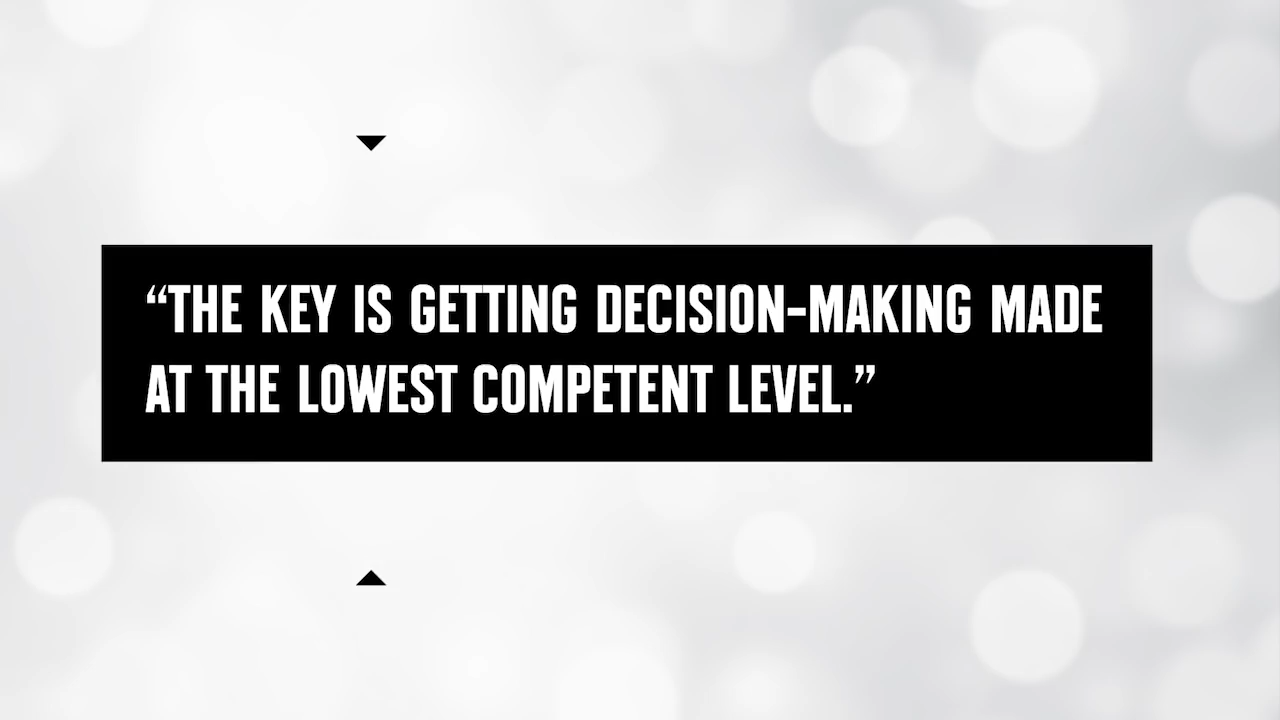 “THE KEY IS GETTING DECISION-MAKING MADE
AT THE LOWEST COMPETENT LEVEL.”